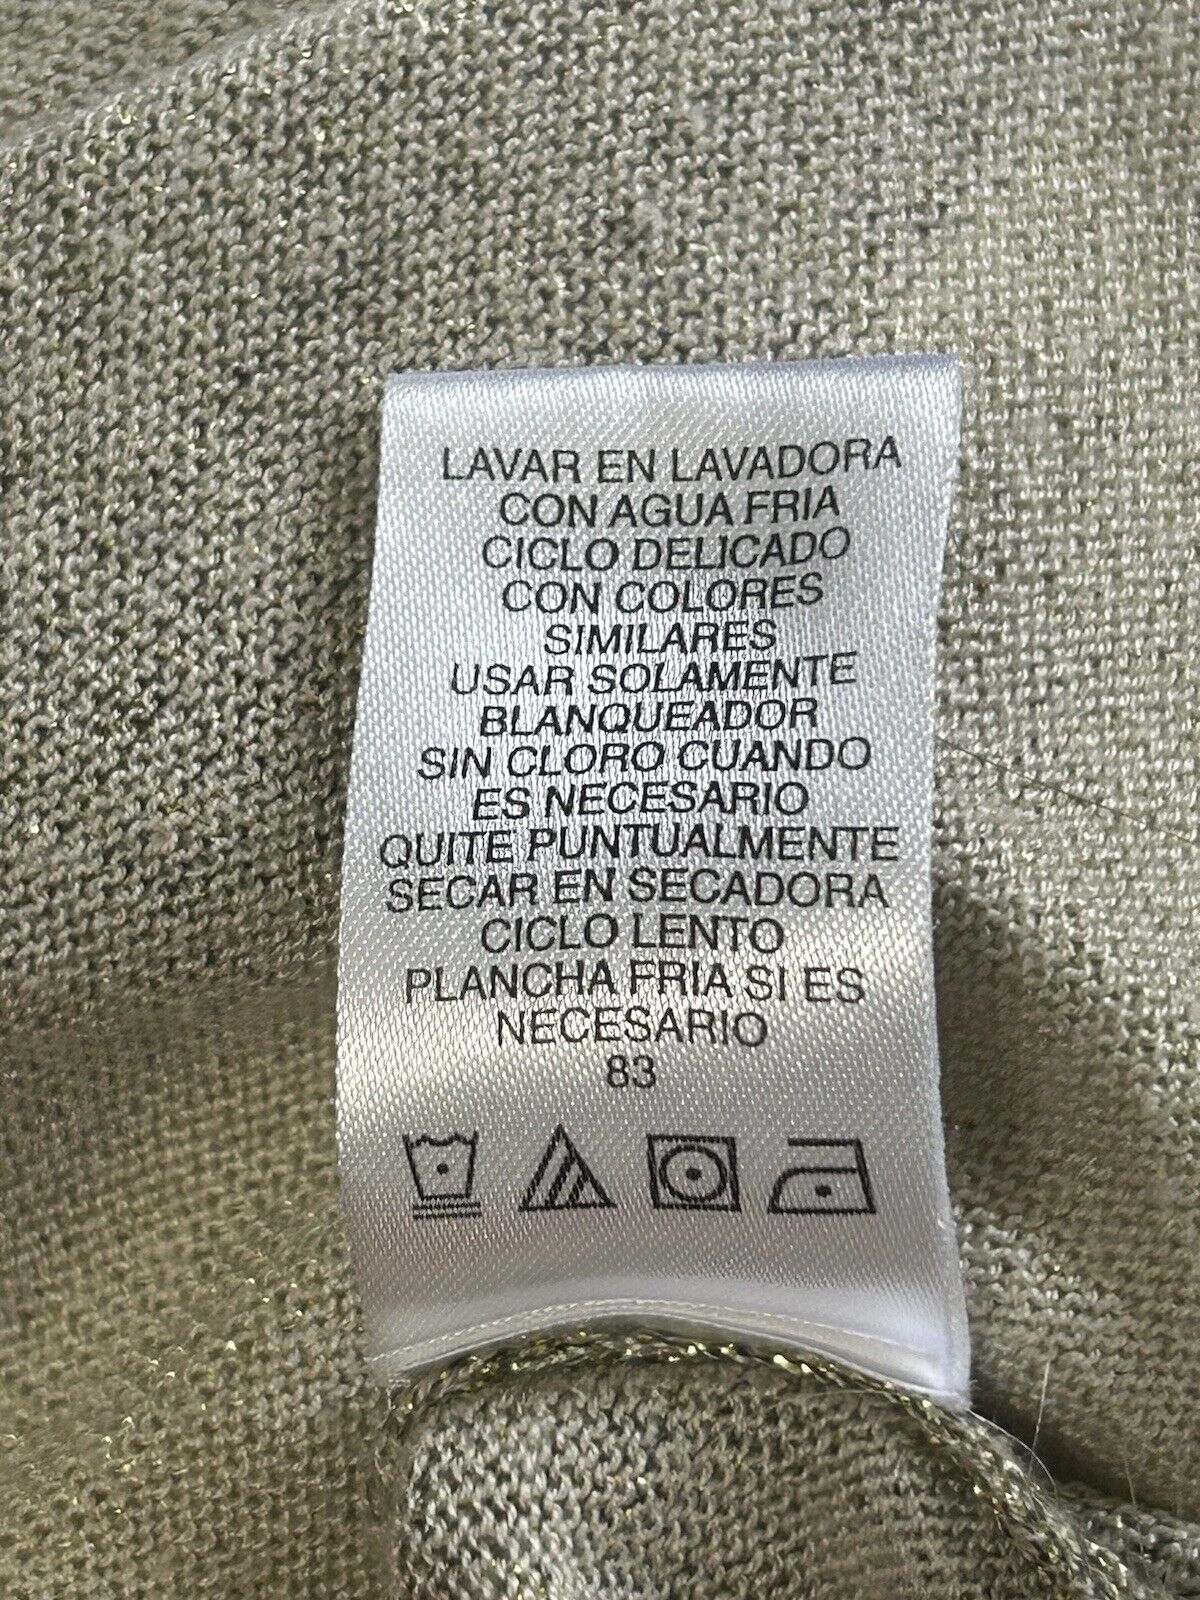 LAVAR EN LAVADORA
CON AGUA FRIA
CICLO DELICADO
CON COLORES
SIMILARES
USAR SOLAMENTE
BLANQUEADOR
SIN CLORO CUANDO
ES NECESARIO
QUITE PUNTUALMENTE
SECAR EN SECADORA
CICLO LENTO
PLANCHA FRIA SI ES
NECESARIO
83